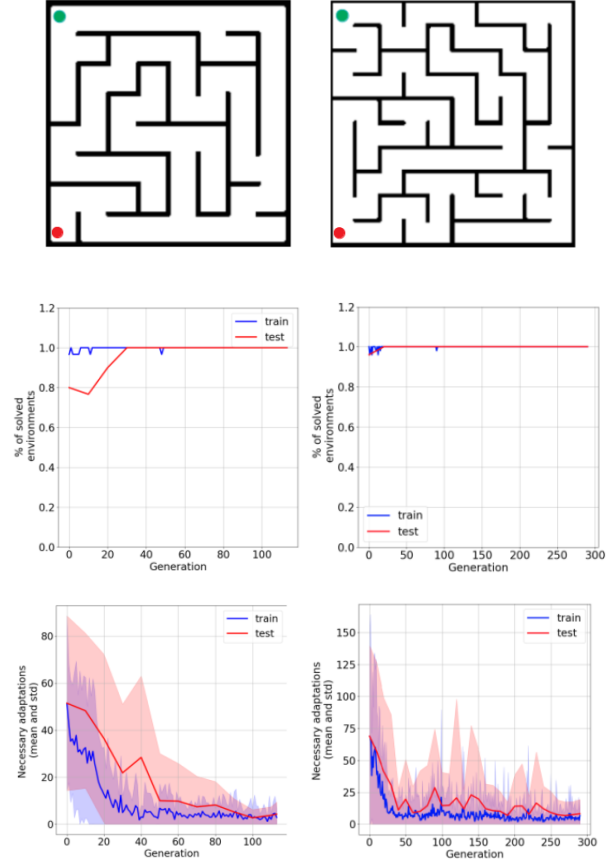 1.2
1.0
0.8
0.6
0.4
0.2
0.0
% of solved
environments
train
test
0 20 40 60 80 100
Generation
1.2
1.0
0.8
0.6
0.4
0.2
0.0
% of solved
environments
train
test
0 50 100 150 200 250 300
Generation
80
60
40
20
0
Necessary adaptations
(mean and std)
train
test
0 20 40 60 80 100
Generation
150
125
100
75
50
25
0
Necessary adaptations
(mean and std)
train
test
0 50 100 150 200 250 300
Generation